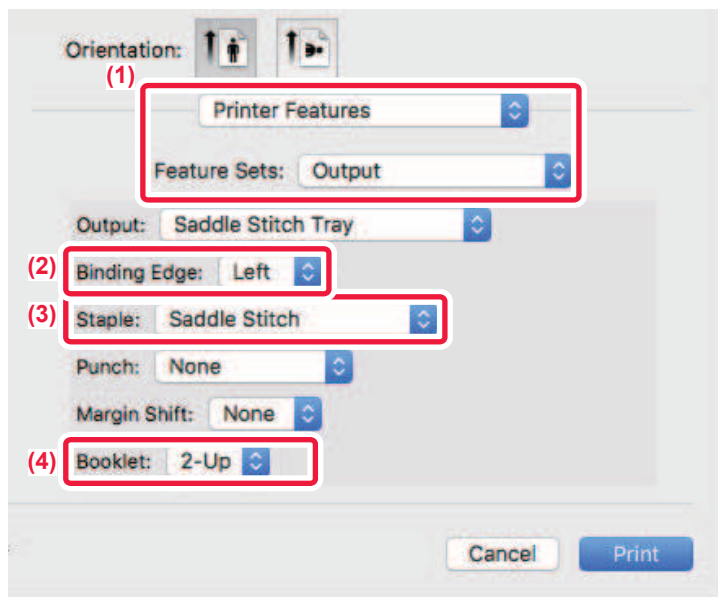 Orientation:
(1)
Printer Features
Feature Sets: Output
Output: Saddle Stitch Tray
(2) Binding Edge: Left
(3) Staple: Saddle Stitch
Punch: None
Margin Shift: None
(4) Booklet: 2-Up
Cancel Print